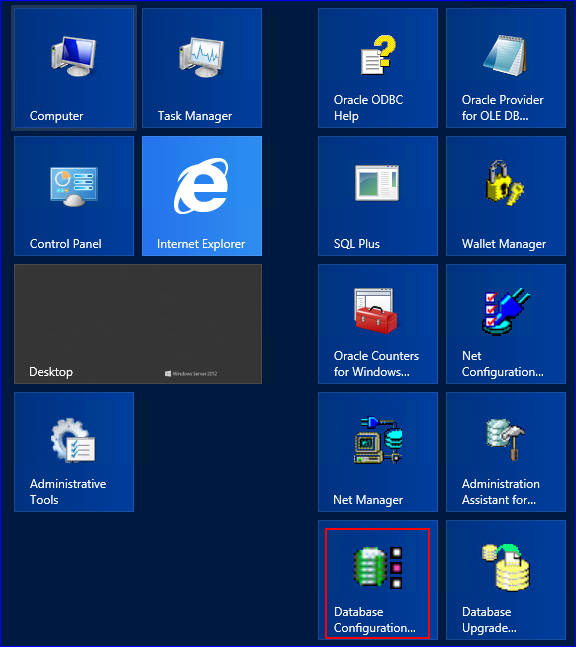 Computer
Task Manager
Oracle ODBC
Help
Oracle Provider
for OLE DB...
Control Panel
Internet Explorer
SQL Plus
Wallet Manager
Desktop
Windows Server 2012
Oracle Counters
for Windows...
Net
Configuration...
Administrative
Tools
Net Manager
Administration
Assistant for...
Database
Configuration...
Database
Upgrade...